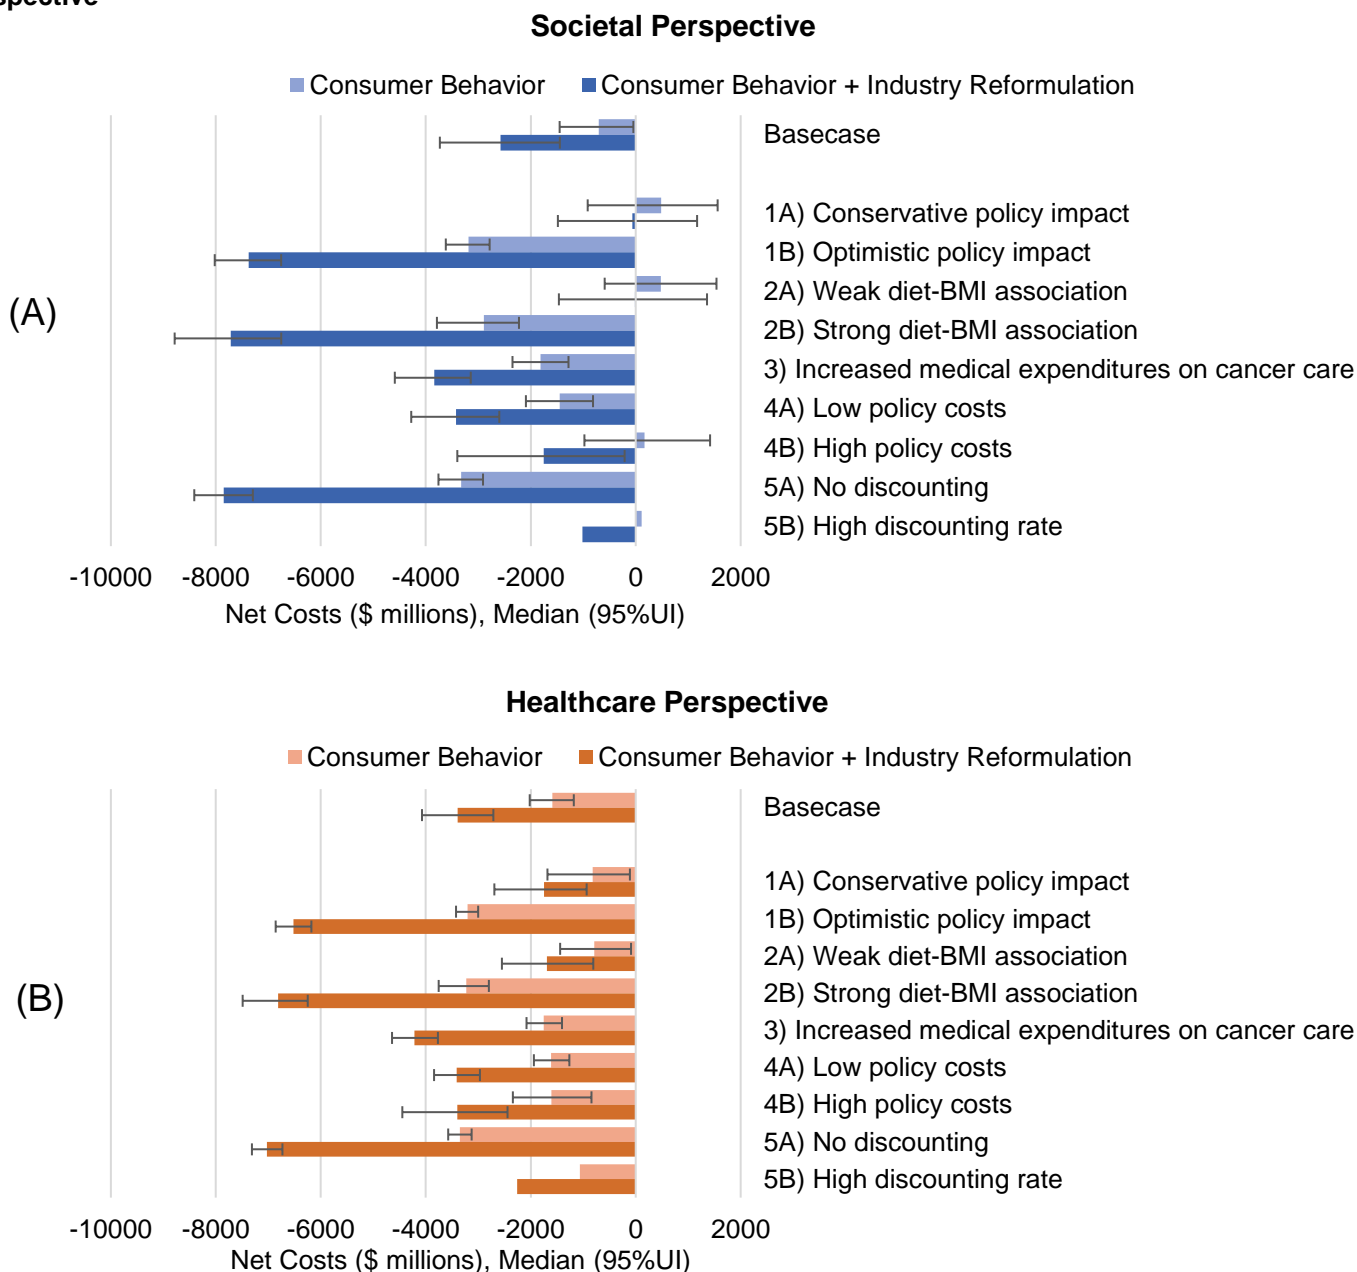 spective
Societal Perspective
Consumer Behavior Consumer Behavior + Industry Reformulation
Basecase
1A) Conservative policy impact
1B) Optimistic policy impact
2A) Weak diet-BMI association
(A)
2B) Strong diet-BMI association
3) Increased medical expenditures on cancer care
4A) Low policy costs
4B) High policy costs
5A) No discounting
5B) High discounting rate
-10000 -8000 -6000 -4000 -2000 0 2000
Net Costs ($ millions), Median (95%UI)
Healthcare Perspective
Consumer Behavior Consumer Behavior + Industry Reformulation
Basecase
1A) Conservative policy impact
1B) Optimistic policy impact
2A) Weak diet-BMI association
(B)
2B) Strong diet-BMI association
3) Increased medical expenditures on cancer care
4A) Low policy costs
4B) High policy costs
5A) No discounting
5B) High discounting rate
-10000 -8000 -6000 -4000 -2000 0 2000
Net Costs ($ millions), Median (95%UI)